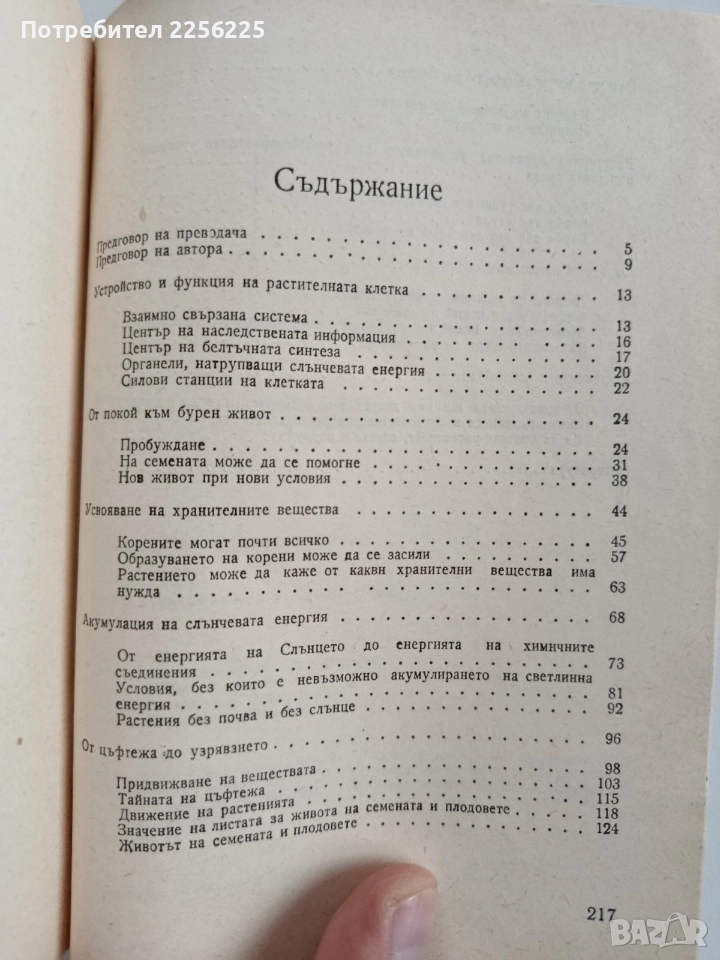 Потребител 2256225
Съдържание
Предговор на преводача . . . . . . . . . . . . . . . . . 5
Предговор на автора . . . . . . . . . . . . . . . . . . 9
Устройство и функция на растителната клетка . . . . . . . . . 13
Взаимно свързана система . . . . . . . . . . . . . . . 13
Център на наследствената информация . . . . . . . . . . 16
Център на белтъчната синтеза . . . . . . . . . . . . . 17
Органели, натрупващи слънчевата енергия . . . . . . . . 20
Силови станции на клетката . . . . . . . . . . . . . . 22
От покой към бурен живот . . . . . . . . . . . . . . . . 24
Пробуждане . . . . . . . . . . . . . . . . . . . . 24
На семената може да се помогне . . . . . . . . . . . . 31
Нов живот при нови условия . . . . . . . . . . . . . . 38
Усвояване на хранителните вещества . . . . . . . . . . . . 44
Корените могат почти всичко . . . . . . . . . . . . . 45
Образуването на корени може да се засили . . . . . . . . 57
Растението може да каже от каквн хранителни вещества има
нужда . . . . . . . . . . . . . . . . . . . . . . 63
Акумулация на слънчевата енергия . . . . . . . . . . . . . 68
От енергията на Слънцето до енергията на химнчните
съединения . . . . . . . . . . . . . . . . . . . . 73
Условия, без които е невъзможно акумулирането на светлинна
енергия . . . . . . . . . . . . . . . . . . . . . 81
Растения без почва и без слънце . . . . . . . . . . . . 92
От цъфтежа до узряването . . . . . . . . . . . . . . . . 96
Придвижване на веществата . . . . . . . . . . . . . . 98
Тайната на цъфтежа . . . . . . . . . . . . . . . . . 103
Движение на растенията . . . . . . . . . . . . . . . 115
Значение на листата за живота на семената и плодовете . . . . 118
Животът на семената и плодовете . . . . . . . . . . . . 124
217
BAZAR